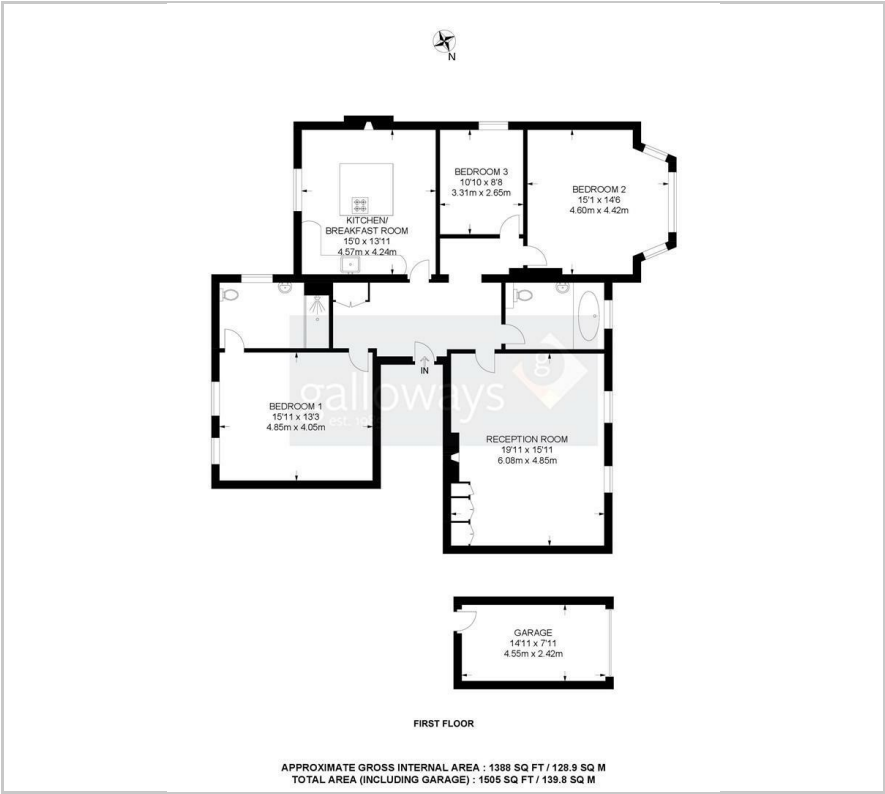 N
BEDROOM 3
10'10 x 8'8
3.31m x 2.65m
BEDROOM 2
15'1 x 14'6
4.60m x 4.42m
KITCHEN/
BREAKFAST ROOM
15'0 x 13'11
4.57m x 4.24m
IN
galloways
g
BEDROOM 1
15'11 x 13'3
4.85m x 4.05m
RECEPTION ROOM
19'11 x 15'11
6.08m x 4.85m
GARAGE
14'11 x 7'11
4.55m x 2.42m
FIRST FLOOR
APPROXIMATE GROSS INTERNAL AREA : 1388 SQ FT / 128.9 SQ M
TOTAL AREA (INCLUDING GARAGE) : 1505 SQ FT / 139.8 SQ M